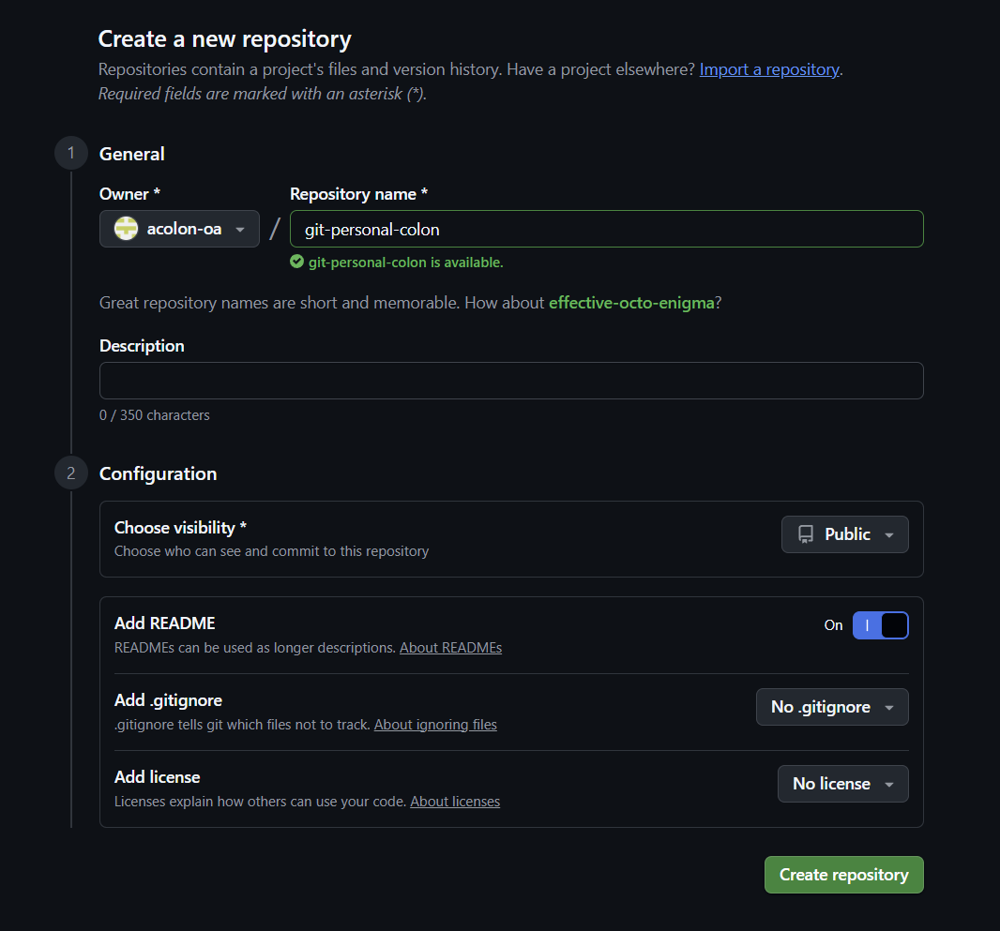 Create a new repository
Repositories contain a project's files and version history. Have a project elsewhere? Import a repository.
Required fields are marked with an asterisk (*).
1 General
Owner * Repository name *
acolon-oa / git-personal-colon
git-personal-colon is available.
Great repository names are short and memorable. How about effective-octo-enigma?
Description
0 / 350 characters
2 Configuration
Choose visibility *
Choose who can see and commit to this repository
Public
Add README
READMEs can be used as longer descriptions. About READMEs
On
Add .gitignore
.gitignore tells git which files not to track. About ignoring files
No .gitignore
Add license
Licenses explain how others can use your code. About licenses
No license
Create repository